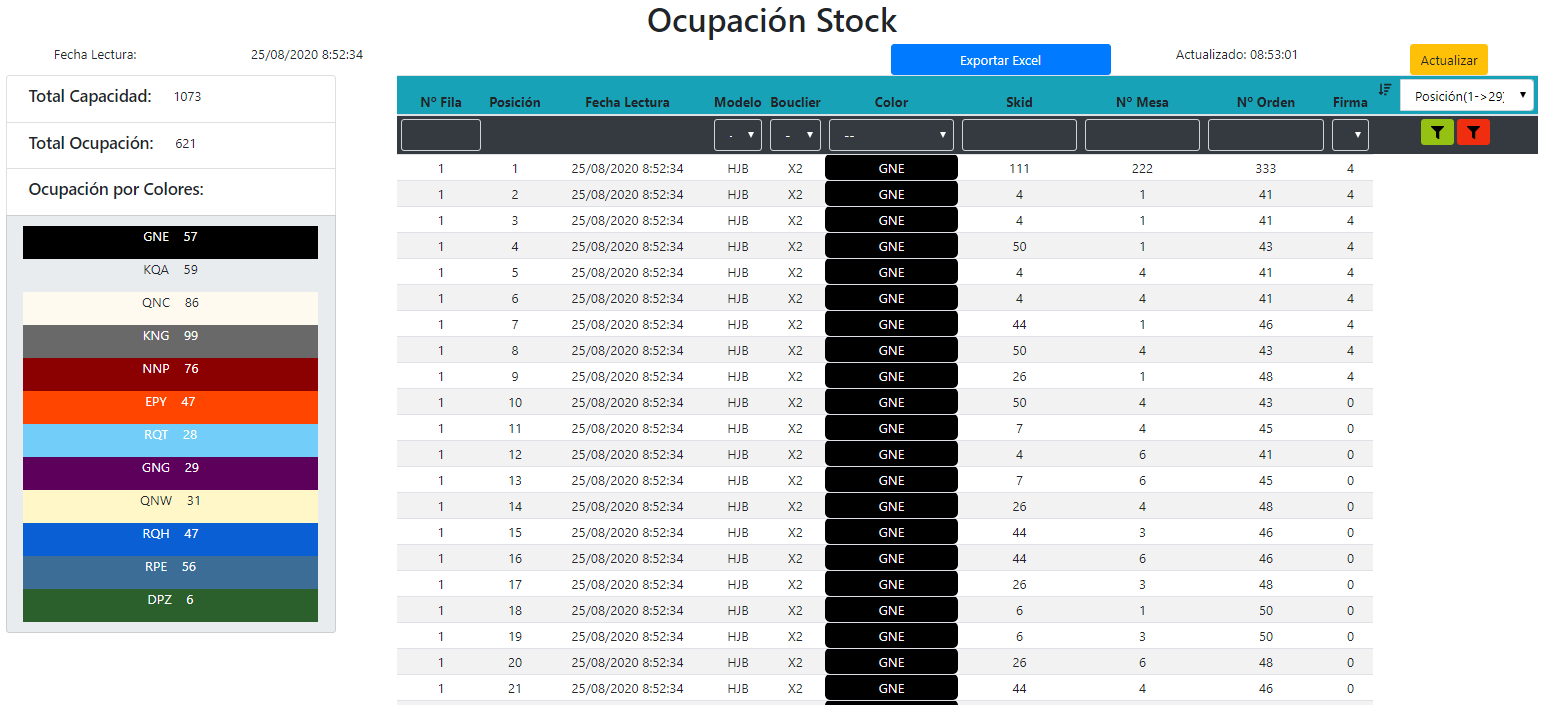 Ocupación Stock
Fecha Lectura: 25/08/2020 8:52:34
Exportar Excel
Actualizado: 08:53:01
Actualizar
Total Capacidad: 1073
Total Ocupación: 621
Ocupación por Colores:
GNE 57
KQA 59
QNC 86
KNG 99
NNP 76
EPY 47
RQT 28
GNG 29
QNW 31
RQH 47
RPE 56
DPZ 6
Nº Fila Posición Fecha Lectura Modelo Bouclier Color Skid Nº Mesa Nº Orden Firma Posición(1->29)
- - --
1 1 25/08/2020 8:52:34 HJB X2 GNE 111 222 333 4
1 2 25/08/2020 8:52:34 HJB X2 GNE 4 1 41 4
1 3 25/08/2020 8:52:34 HJB X2 GNE 4 1 41 4
1 4 25/08/2020 8:52:34 HJB X2 GNE 50 1 43 4
1 5 25/08/2020 8:52:34 HJB X2 GNE 4 4 41 4
1 6 25/08/2020 8:52:34 HJB X2 GNE 4 4 41 4
1 7 25/08/2020 8:52:34 HJB X2 GNE 44 1 46 4
1 8 25/08/2020 8:52:34 HJB X2 GNE 50 4 43 4
1 9 25/08/2020 8:52:34 HJB X2 GNE 26 1 48 4
1 10 25/08/2020 8:52:34 HJB X2 GNE 50 4 43 0
1 11 25/08/2020 8:52:34 HJB X2 GNE 7 4 45 0
1 12 25/08/2020 8:52:34 HJB X2 GNE 4 6 41 0
1 13 25/08/2020 8:52:34 HJB X2 GNE 7 6 45 0
1 14 25/08/2020 8:52:34 HJB X2 GNE 26 4 48 0
1 15 25/08/2020 8:52:34 HJB X2 GNE 44 3 46 0
1 16 25/08/2020 8:52:34 HJB X2 GNE 44 6 46 0
1 17 25/08/2020 8:52:34 HJB X2 GNE 26 3 48 0
1 18 25/08/2020 8:52:34 HJB X2 GNE 6 1 50 0
1 19 25/08/2020 8:52:34 HJB X2 GNE 6 3 50 0
1 20 25/08/2020 8:52:34 HJB X2 GNE 26 6 48 0
1 21 25/08/2020 8:52:34 HJB X2 GNE 44 4 46 0